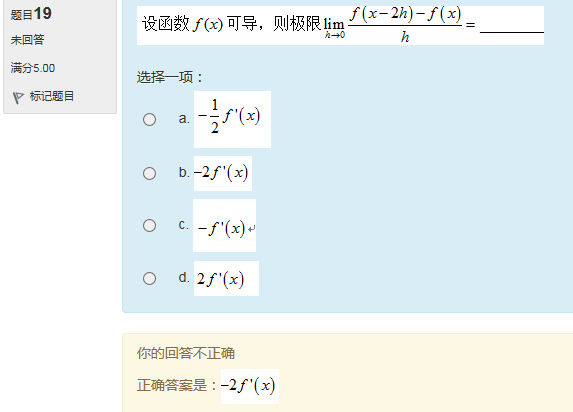 题目19
未回答
满分5.00
标记题目
设函数 f(x) 可导，则极限 lim h→0 f(x−2h)−f(x) / h = ______
选择一项：
a. −1/2 f'(x)
b. −2f'(x)
c. −f'(x)↵
d. 2f'(x)
你的回答不正确
正确答案是：−2f'(x)